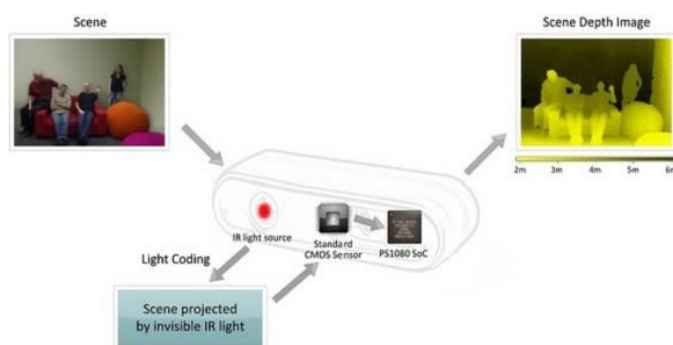 Scene
Scene Depth Image
2m 3m 4m 5m 6m
IR light source
Standard
CMOS Sensor
PS1080 SoC
Light Coding
Scene projected
by invisible IR light